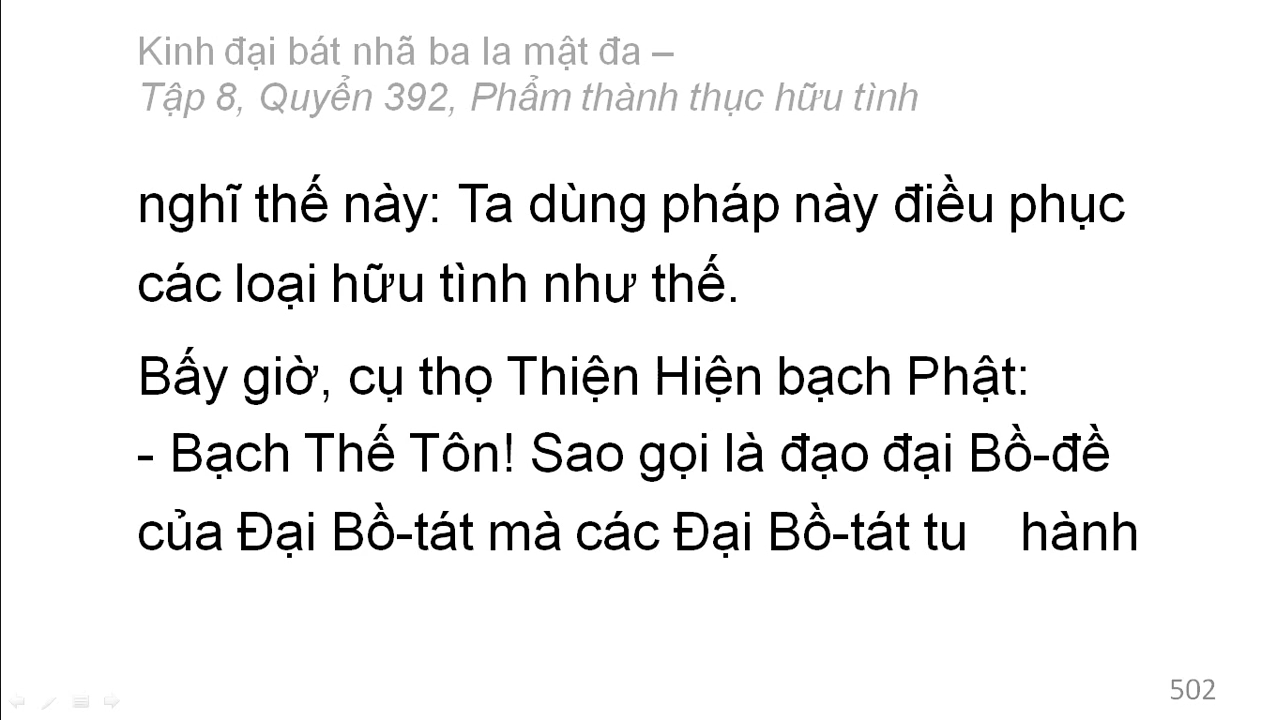 Kinh đại bát nhã ba la mật đa –
Tập 8, Quyển 392, Phẩm thành thục hữu tình
nghĩ thế này: Ta dùng pháp này điều phục
các loại hữu tình như thế.
Bấy giờ, cụ thọ Thiện Hiện bạch Phật:
- Bạch Thế Tôn! Sao gọi là đạo đại Bồ-đề
của Đại Bồ-tát mà các Đại Bồ-tát tu hành
502